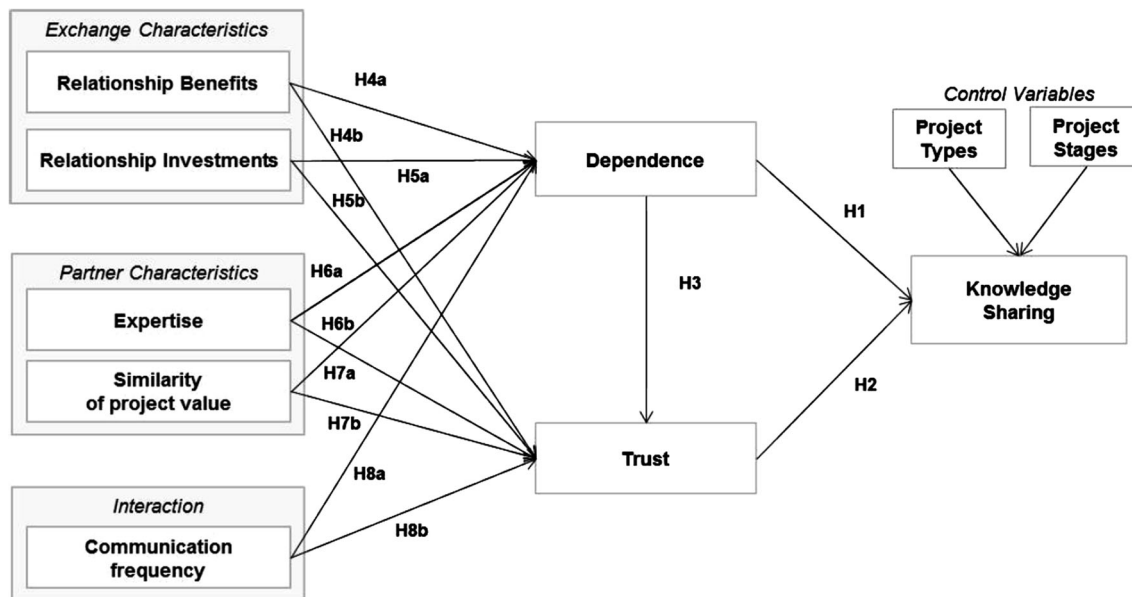 Exchange Characteristics
Relationship Benefits
Relationship Investments
Partner Characteristics
Expertise
Similarity
of project value
Interaction
Communication
frequency
H4a
H4b
H5a
H5b
H6a
H6b
H7a
H7b
H8a
H8b
Dependence
H3
Trust
H1
H2
Control Variables
Project
Types
Project
Stages
Knowledge
Sharing